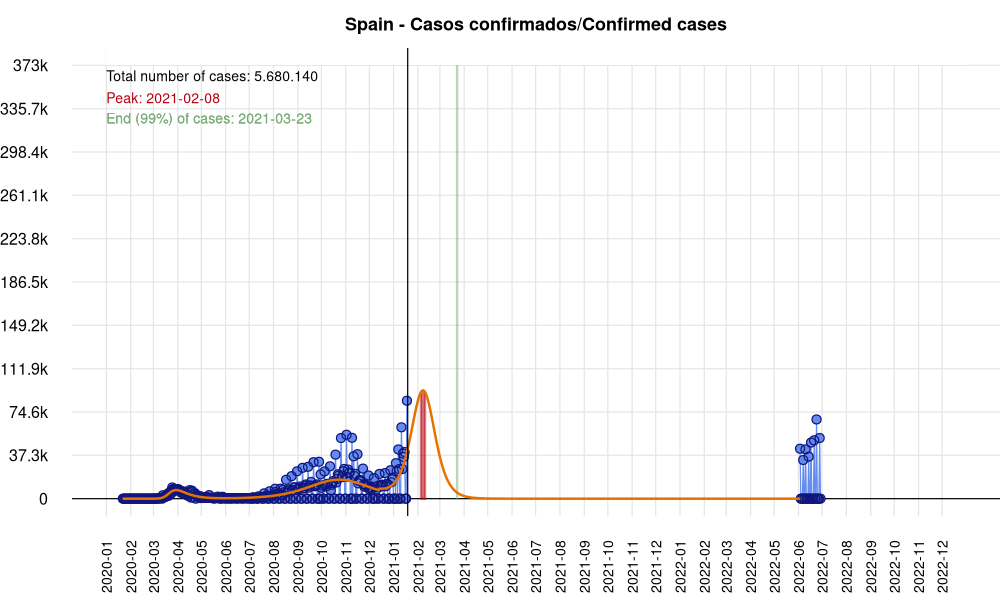 Spain - Casos confirmados/Confirmed cases
373k
335.7k
298.4k
261.1k
223.8k
186.5k
149.2k
111.9k
74.6k
37.3k
0
Total number of cases: 5.680.140
Peak: 2021-02-08
End (99%) of cases: 2021-03-23
2020-01
2020-02
2020-03
2020-04
2020-05
2020-06
2020-07
2020-08
2020-09
2020-10
2020-11
2020-12
2021-01
2021-02
2021-03
2021-04
2021-05
2021-06
2021-07
2021-08
2021-09
2021-10
2021-11
2021-12
2022-01
2022-02
2022-03
2022-04
2022-05
2022-06
2022-07
2022-08
2022-09
2022-10
2022-11
2022-12